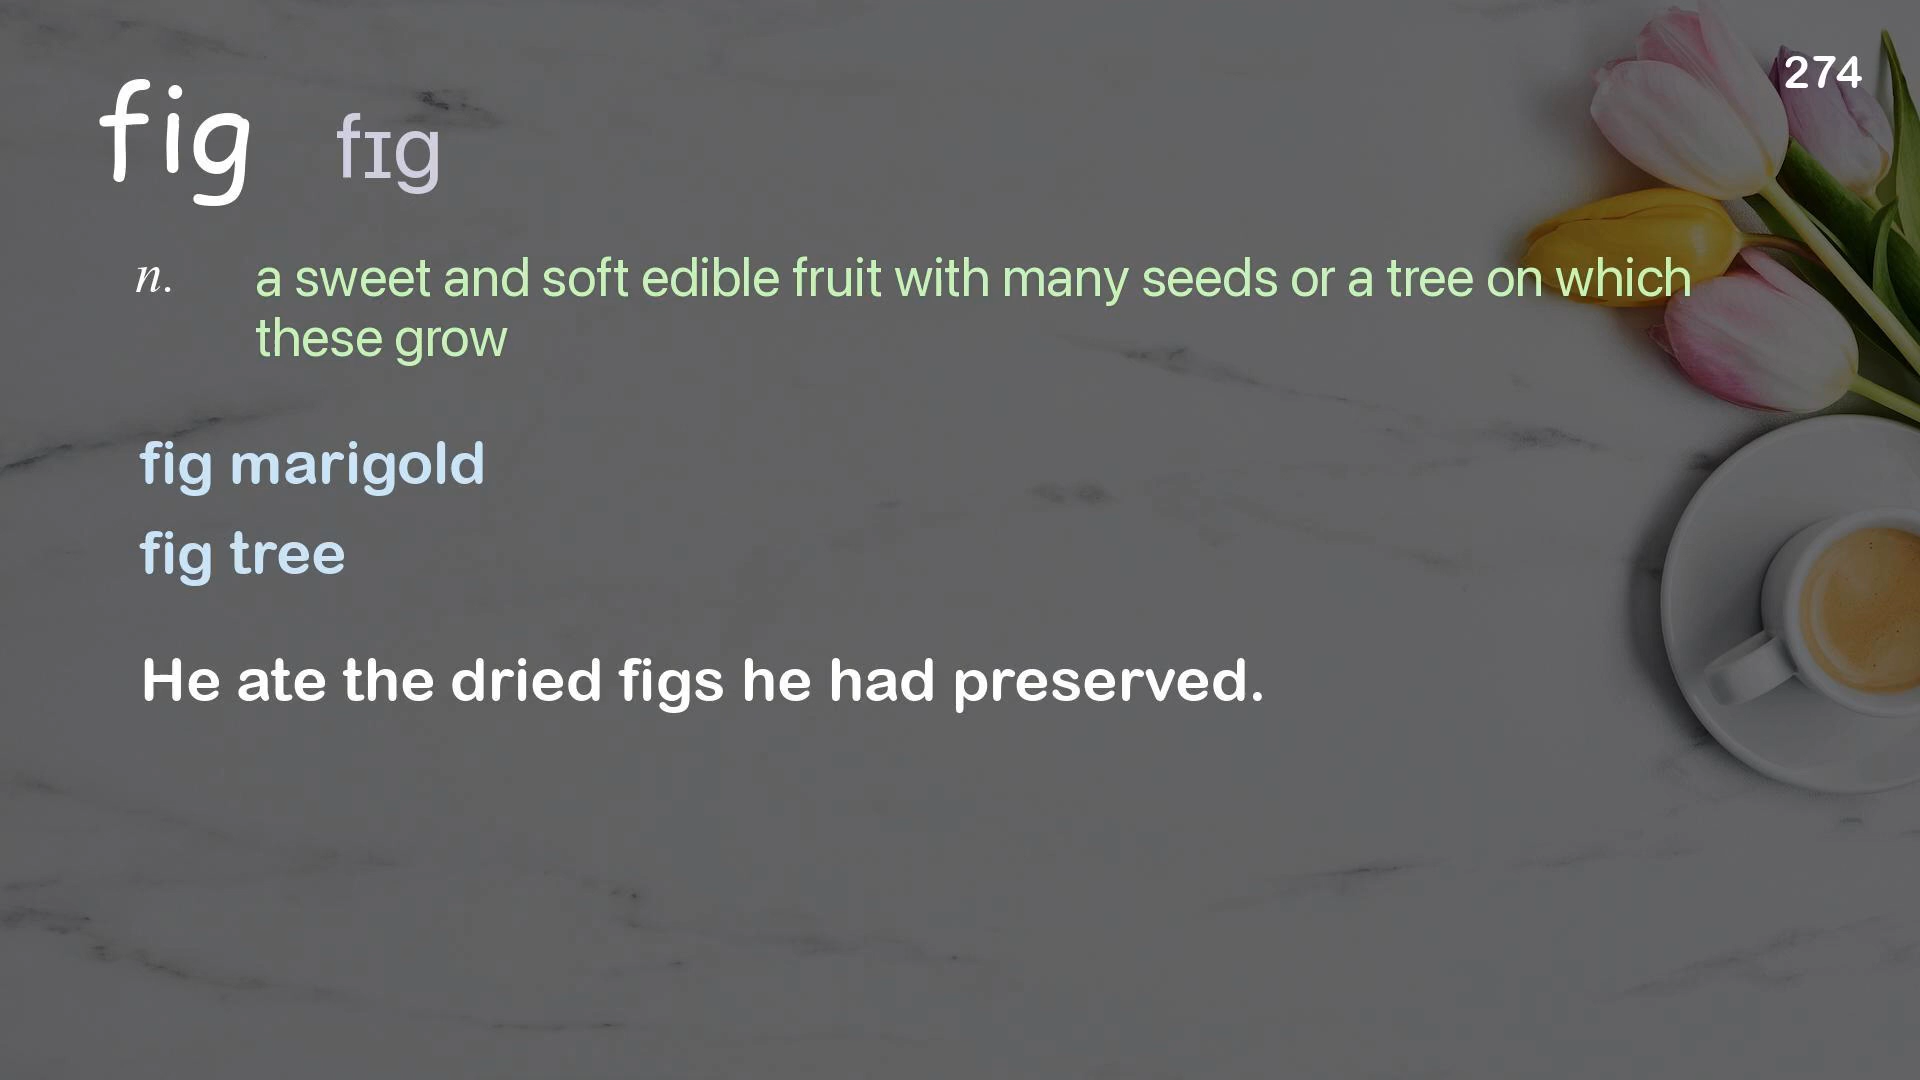 274
fig fɪg
n. a sweet and soft edible fruit with many seeds or a tree on which
these grow
fig marigold
fig tree
He ate the dried figs he had preserved.